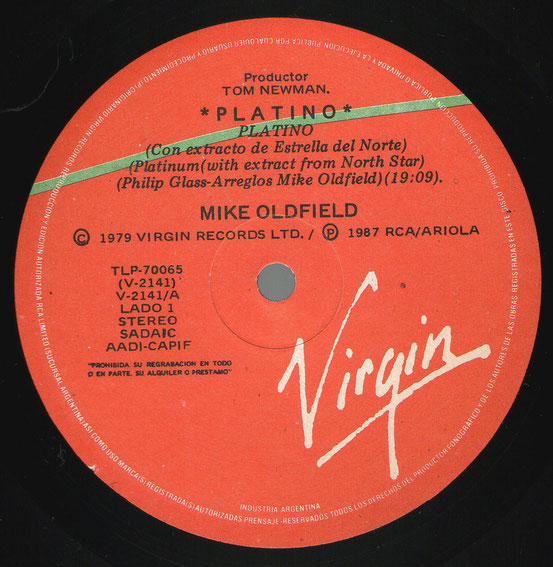 Productor
TOM NEWMAN.
*PLATINO*
PLATINO
(Con extracto de Estrella del Norte)
(Platinum(with extract from North Star)
(Philip Glass-Arreglos Mike Oldfield)(19:09).
MIKE OLDFIELD
© 1979 VIRGIN RECORDS LTD./ ℗ 1987 RCA/ARIOLA
TLP-70065
(V-2141)
V-2141/A
LADO 1
STEREO
SADAIC
AADI-CAPIF
"PROHIBIDA SU REGRABACION EN TODO
O EN PARTE, SU ALQUILER O PRESTAMO"
Virgin
INDUSTRIA ARGENTINA